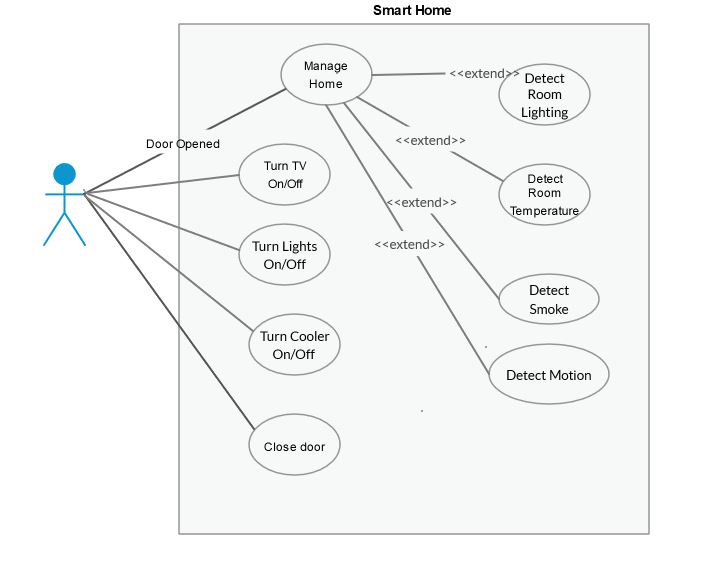 Smart Home
Manage
Home
<<extend>>
Detect
Room
Lighting
Door Opened
<<extend>>
Turn TV
On/Off
Detect
Room
Temperature
<<extend>>
Turn Lights
On/Off
<<extend>>
Detect
Smoke
Turn Cooler
On/Off
Detect Motion
Close door